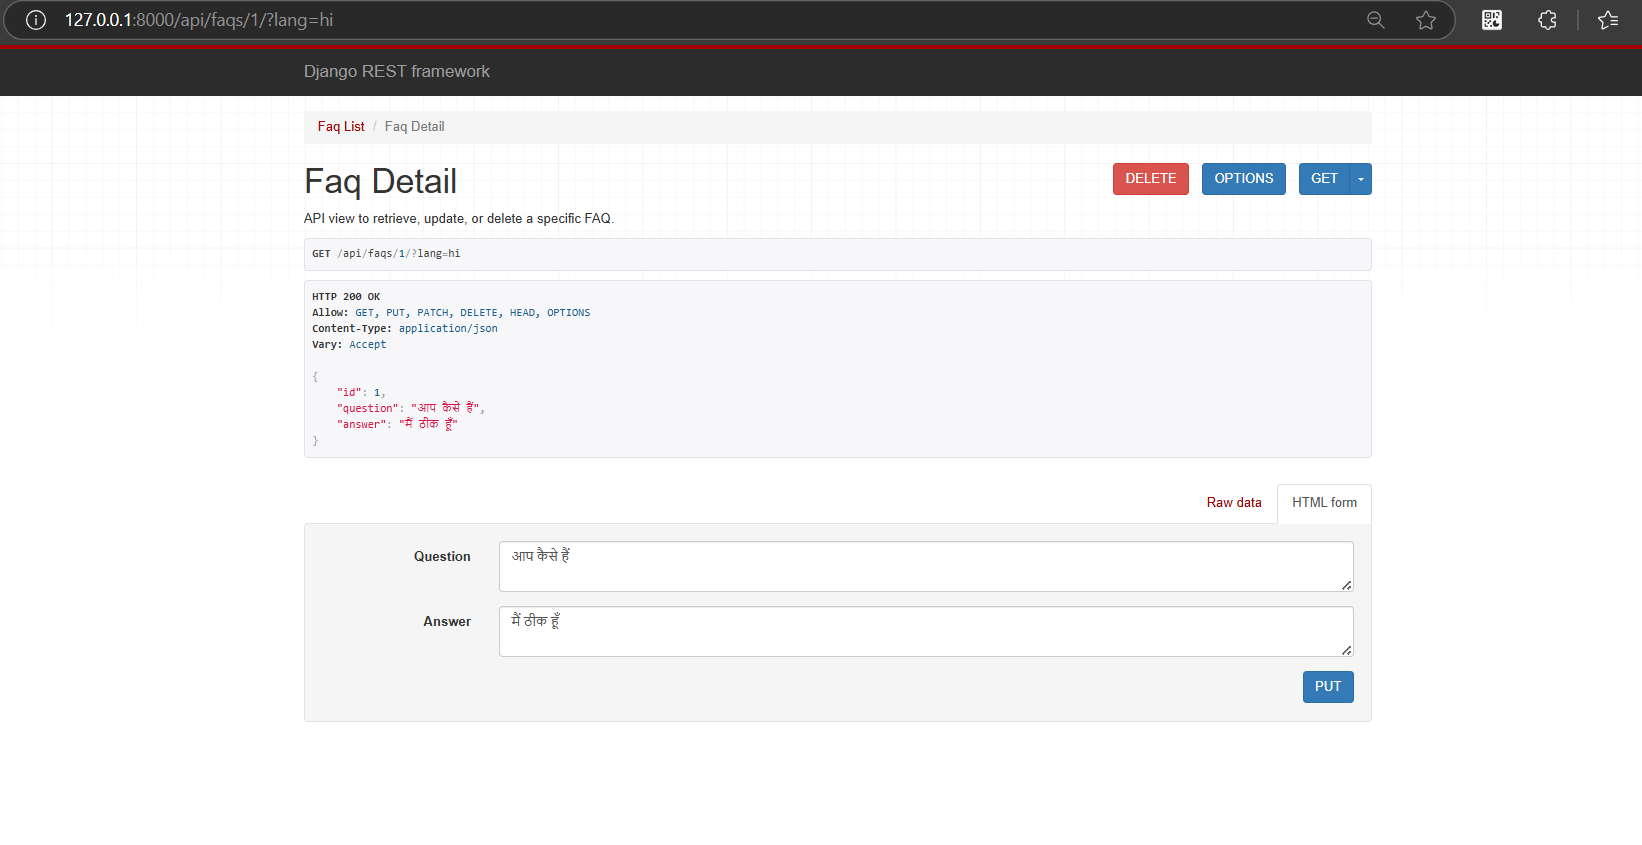 127.0.0.1:8000/api/faqs/1/?lang=hi
Django REST framework
Faq List / Faq Detail
Faq Detail
DELETE
OPTIONS
GET
API view to retrieve, update, or delete a specific FAQ.
GET /api/faqs/1/?lang=hi
HTTP 200 OK
Allow: GET, PUT, PATCH, DELETE, HEAD, OPTIONS
Content-Type: application/json
Vary: Accept
{
"id": 1,
"question": "आप कैसे हैं",
"answer": "मैं ठीक हूँ"
}
Raw data
HTML form
Question
आप कैसे हैं
Answer
मैं ठीक हूँ
PUT